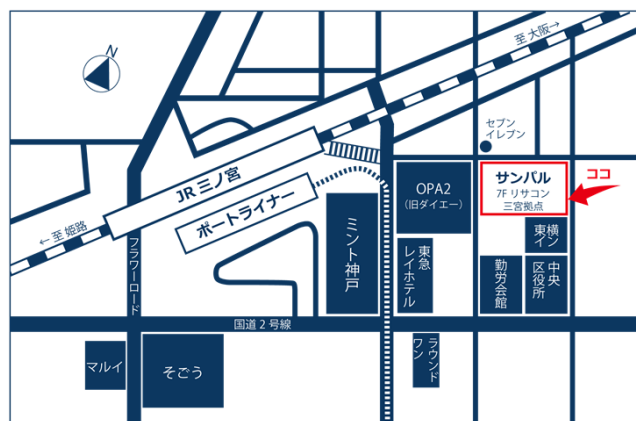 N
至 大阪→
セブン
イレブン
JR 三ノ宮
ポートライナー
←至 姫路
フラワーロード
ミント神戸
OPA2
（旧ダイエー）
サンパル
7F リサコン
三宮拠点
ココ
東急
レイホテル
東横
イン
勤労会館
中央
区役所
国道2号線
マルイ
そごう
ラウンド
ワン